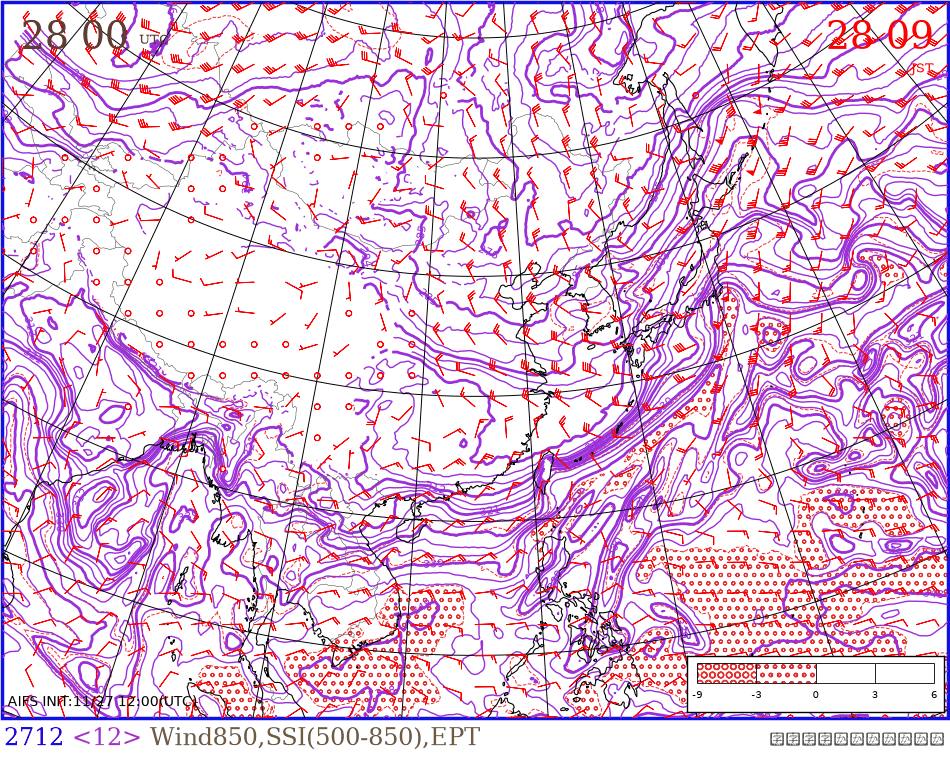 28 00 UTC
28 09
JST
-9 -3 0 3 6
AIFS INIT:11/27 12:00(UTC)
2712 <12> Wind850,SSI(500-850),EPT